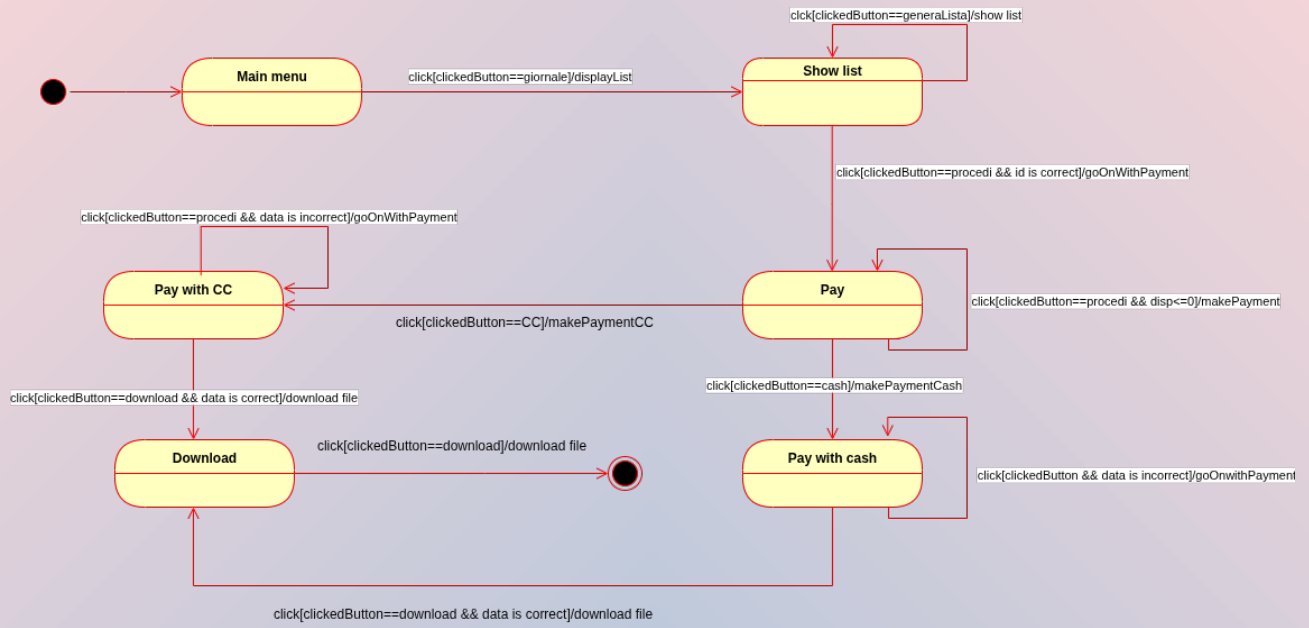 clck[clickedButton==generaLista]/show list
Main menu
click[clickedButton==giornale]/displayList
Show list
click[clickedButton==procedi && id is correct]/goOnWithPayment
click[clickedButton==procedi && data is incorrect]/goOnWithPayment
Pay with CC
Pay
click[clickedButton==procedi && disp<=0]/makePayment
click[clickedButton==CC]/makePaymentCC
click[clickedButton==cash]/makePaymentCash
click[clickedButton==download && data is correct]/download file
Download
click[clickedButton==download]/download file
Pay with cash
click[clickedButton && data is incorrect]/goOnwithPayment
click[clickedButton==download && data is correct]/download file